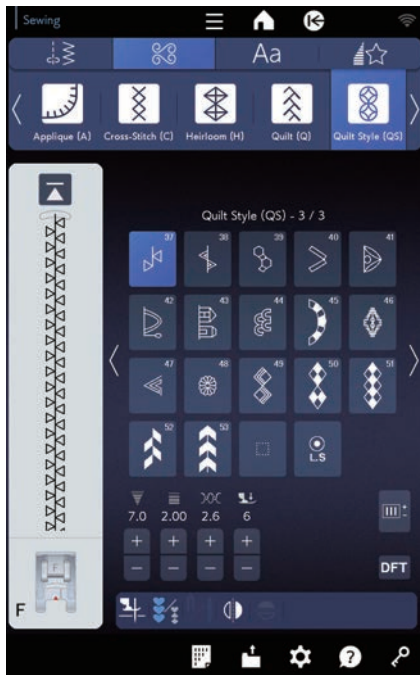 Sewing
Aa
Applique (A) Cross-Stitch (C) Heirloom (H) Quilt (Q) Quilt Style (QS)
Quilt Style (QS) - 3 / 3
37 38 39 40 41
42 43 44 45 46
47 48 49 50 51
52 53 L.S
7.0 2.00 2.6 6
+ + + +
− − − −
DFT
F
F
?